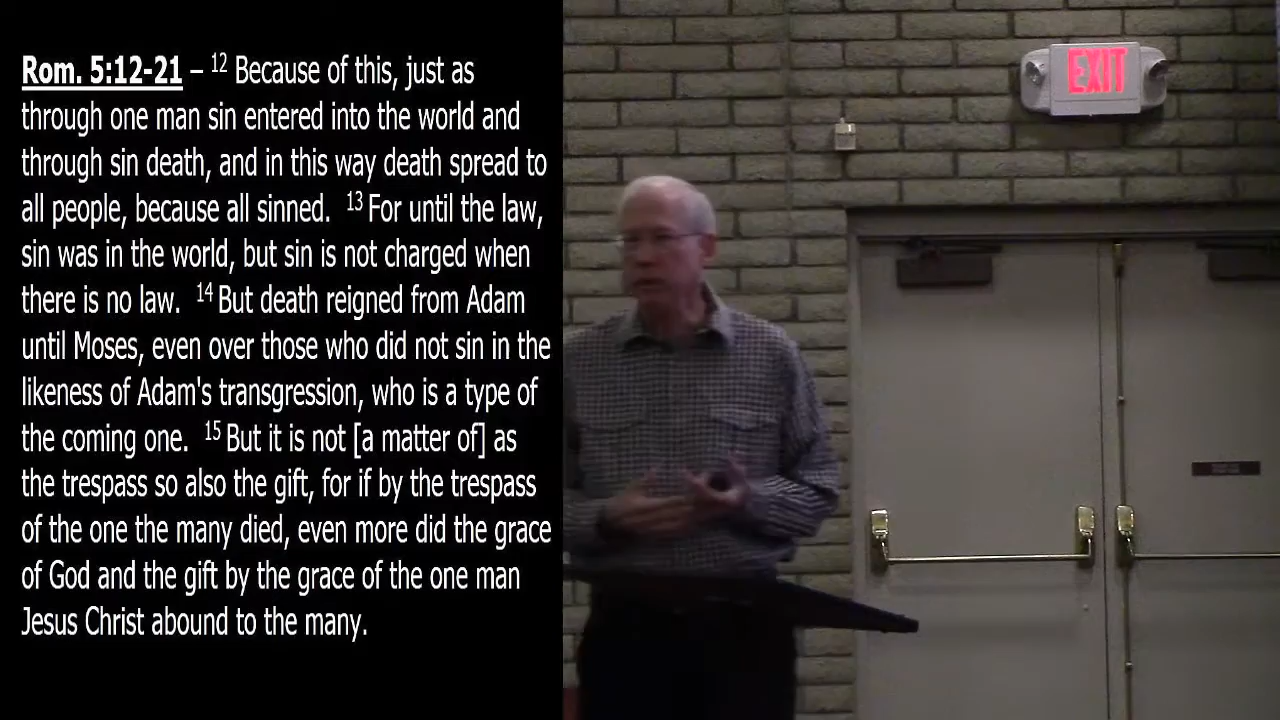 Rom. 5:12-21 – 12 Because of this, just as
through one man sin entered into the world and
through sin death, and in this way death spread to
all people, because all sinned. 13 For until the law,
sin was in the world, but sin is not charged when
there is no law. 14 But death reigned from Adam
until Moses, even over those who did not sin in the
likeness of Adam's transgression, who is a type of
the coming one. 15 But it is not [a matter of] as
the trespass so also the gift, for if by the trespass
of the one the many died, even more did the grace
of God and the gift by the grace of the one man
Jesus Christ abound to the many.
EXIT